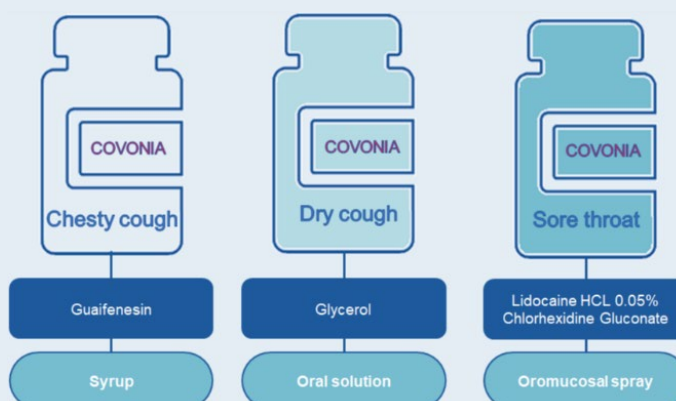 COVONIA
Chesty cough
Guaifenesin
Syrup
COVONIA
Dry cough
Glycerol
Oral solution
COVONIA
Sore throat
Lidocaine HCL 0.05%
Chlorhexidine Gluconate
Oromucosal spray